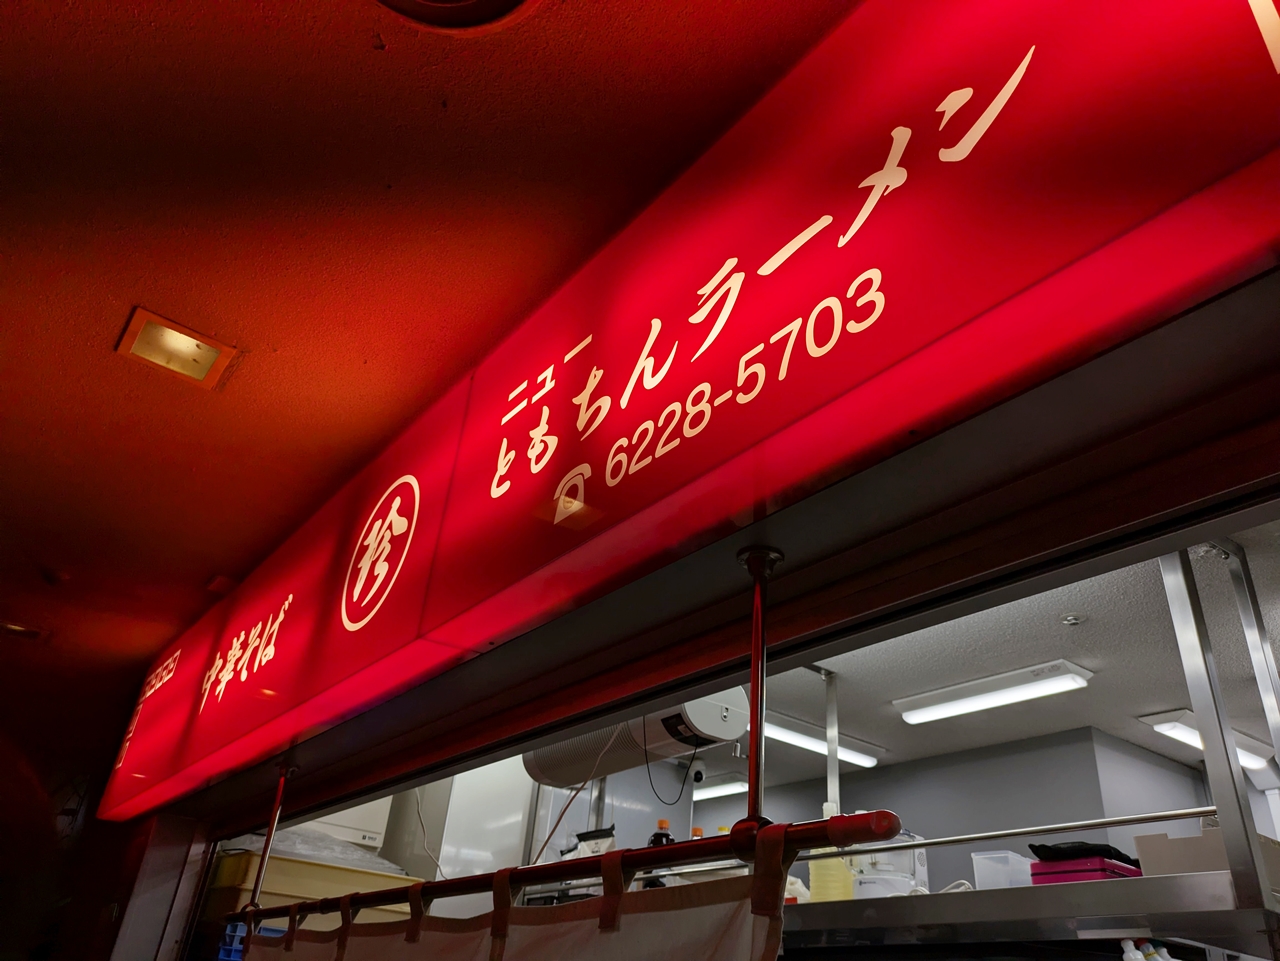 ニュー
ともちんラーメン
☎6228-5703
珍
中華そば